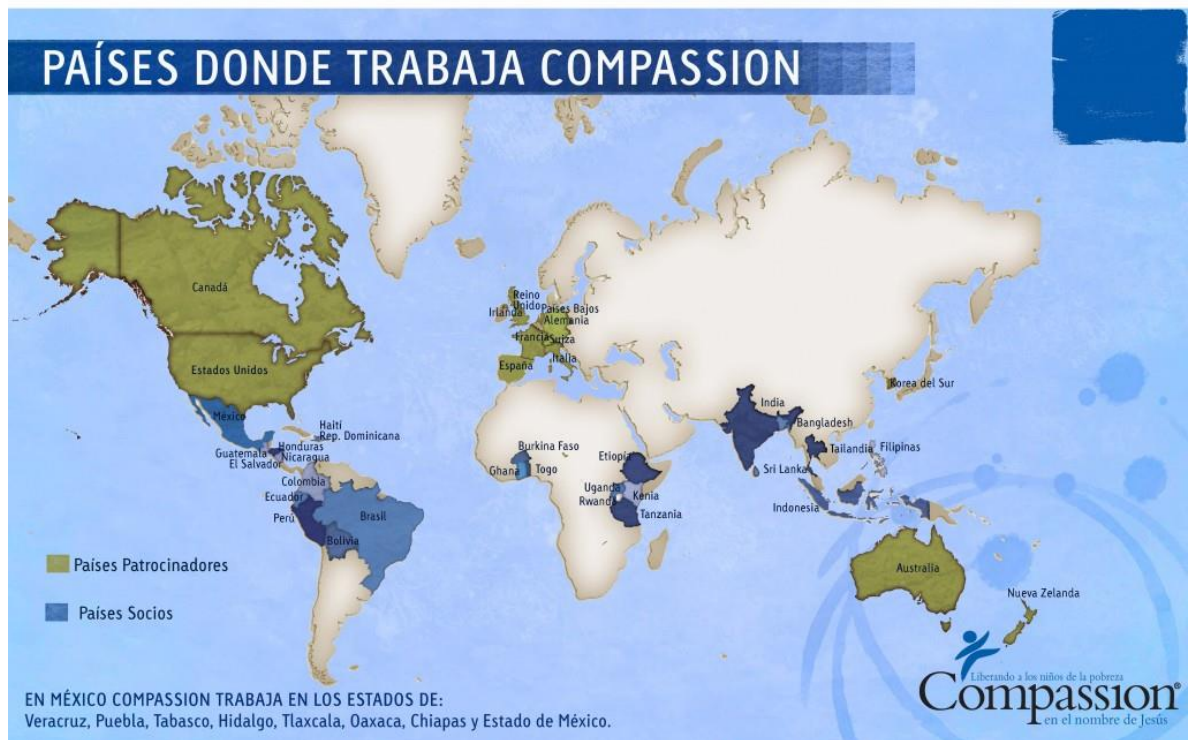 PAÍSES DONDE TRABAJA COMPASSION
Canadá
Estados Unidos
México
Haití
Rep. Dominicana
Guatemala
Honduras
El Salvador
Nicaragua
Colombia
Ecuador
Perú
Brasil
Bolivia
Reino
Unido
Irlanda
Países Bajos
Alemania
Francia
Suiza
Italia
España
Burkina Faso
Ghana
Togo
Etiopía
Uganda
Kenia
Rwanda
Tanzania
India
Bangladesh
Tailandia
Filipinas
Sri Lanka
Indonesia
Korea del Sur
Australia
Nueva Zelanda
Países Patrocinadores
Países Socios
EN MÉXICO COMPASSION TRABAJA EN LOS ESTADOS DE:
Veracruz, Puebla, Tabasco, Hidalgo, Tlaxcala, Oaxaca, Chiapas y Estado de México.
Liberando a los niños de la pobreza
Compassion®
en el nombre de Jesús